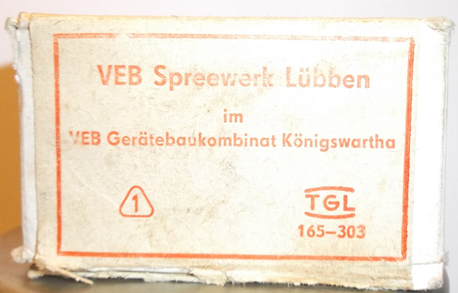 VEB Spreewerk Lübben
im
VEB Gerätebaukombinat Königswartha
1
TGL
165-303